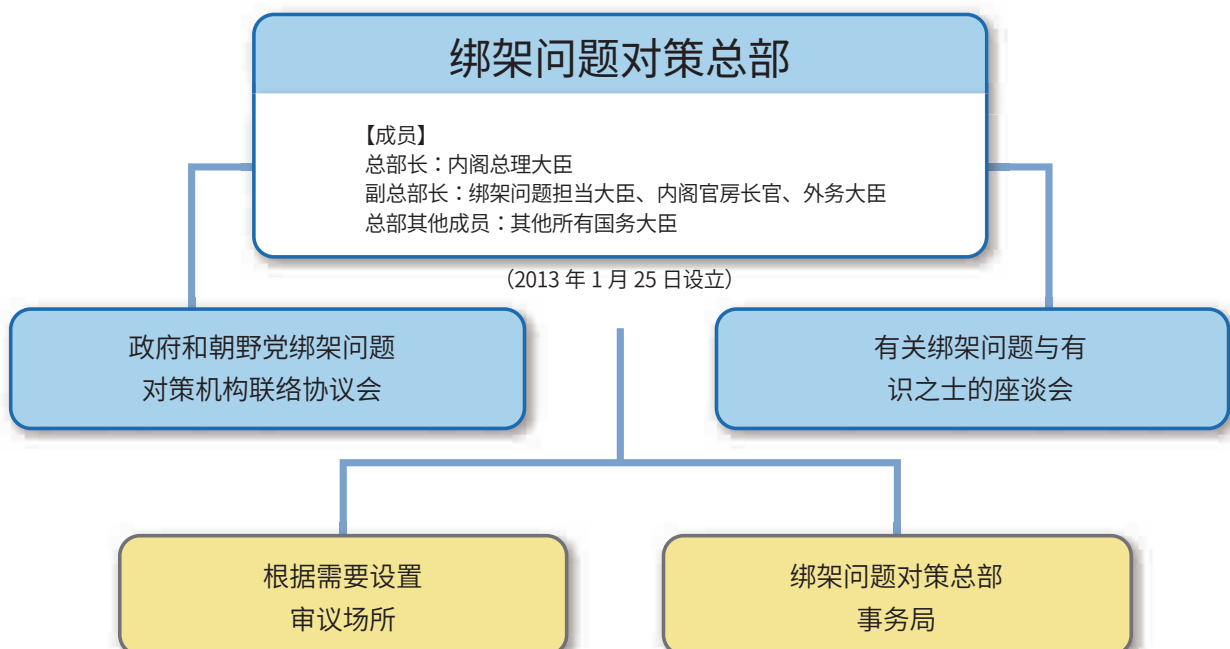 绑架问题对策总部
【成员】
总部长：内阁总理大臣
副总部长：绑架问题担当大臣、内阁官房长官、外务大臣
总部其他成员：其他所有国务大臣
（2013 年 1 月 25 日设立）
政府和朝野党绑架问题
对策机构联络协议会
有关绑架问题与有
识之士的座谈会
根据需要设置
审议场所
绑架问题对策总部
事务局